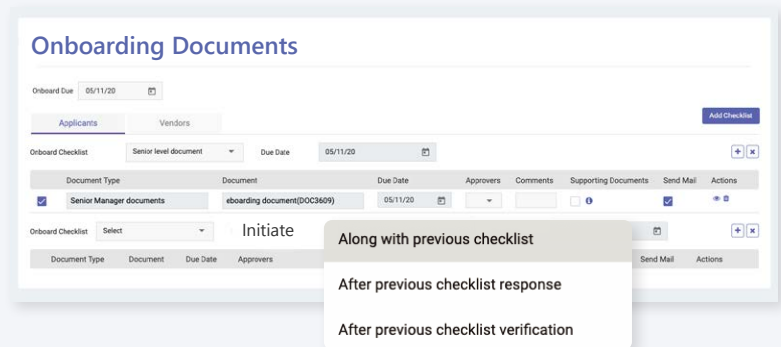 Onboarding Documents
Onboard Due 05/11/20
Applicants Vendors Add Checklist
Onboard Checklist Senior level document Due Date 05/11/20
Document Type Document Due Date Approvers Comments Supporting Documents Send Mail Actions
Senior Manager documents eboarding document(DOC3609) 05/11/20
Onboard Checklist Select Initiate
Along with previous checklist
Document Type Document Due Date Approvers Send Mail Actions
After previous checklist response
After previous checklist verification